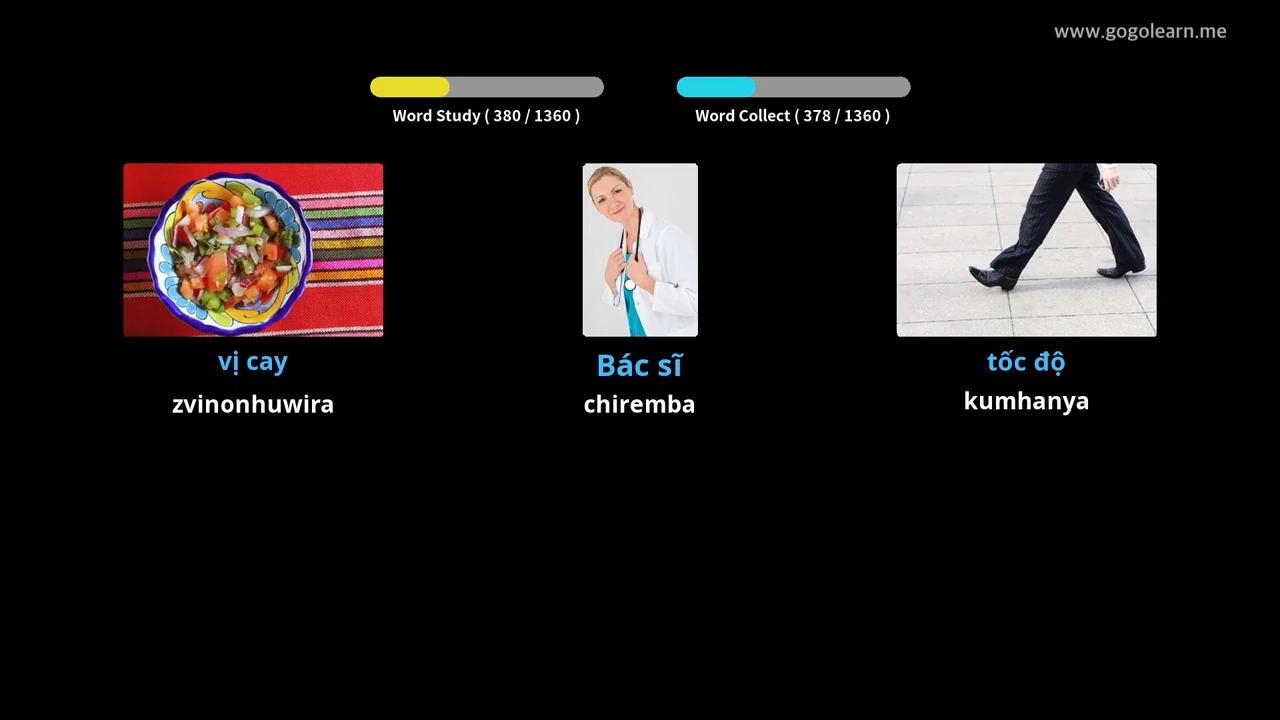 www.gogolearn.me
Word Study ( 380 / 1360 )
Word Collect ( 378 / 1360 )
vị cay
zvinonhuwira
Bác sĩ
chiremba
tốc độ
kumhanya